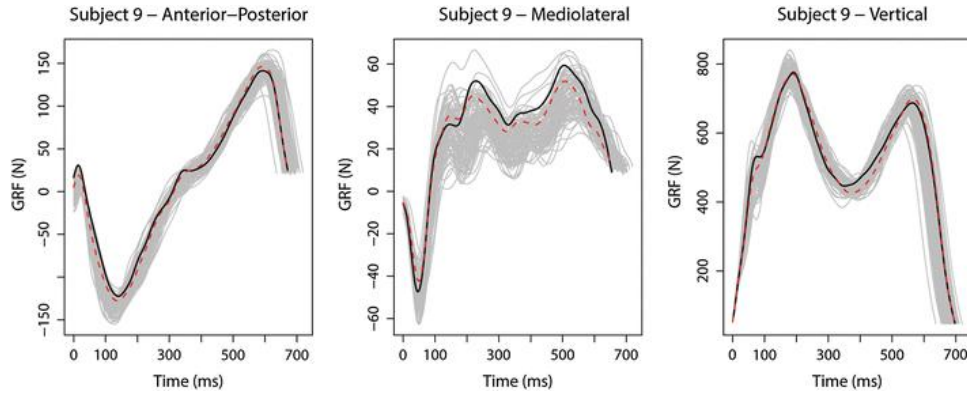 Subject 9 – Anterior–Posterior
GRF (N)
150
100
50
0
−50
−150
0 100 300 500 700
Time (ms)
Subject 9 – Mediolateral
GRF (N)
60
40
20
0
−20
−40
−60
0 100 300 500 700
Time (ms)
Subject 9 – Vertical
GRF (N)
800
600
400
200
0 100 300 500 700
Time (ms)